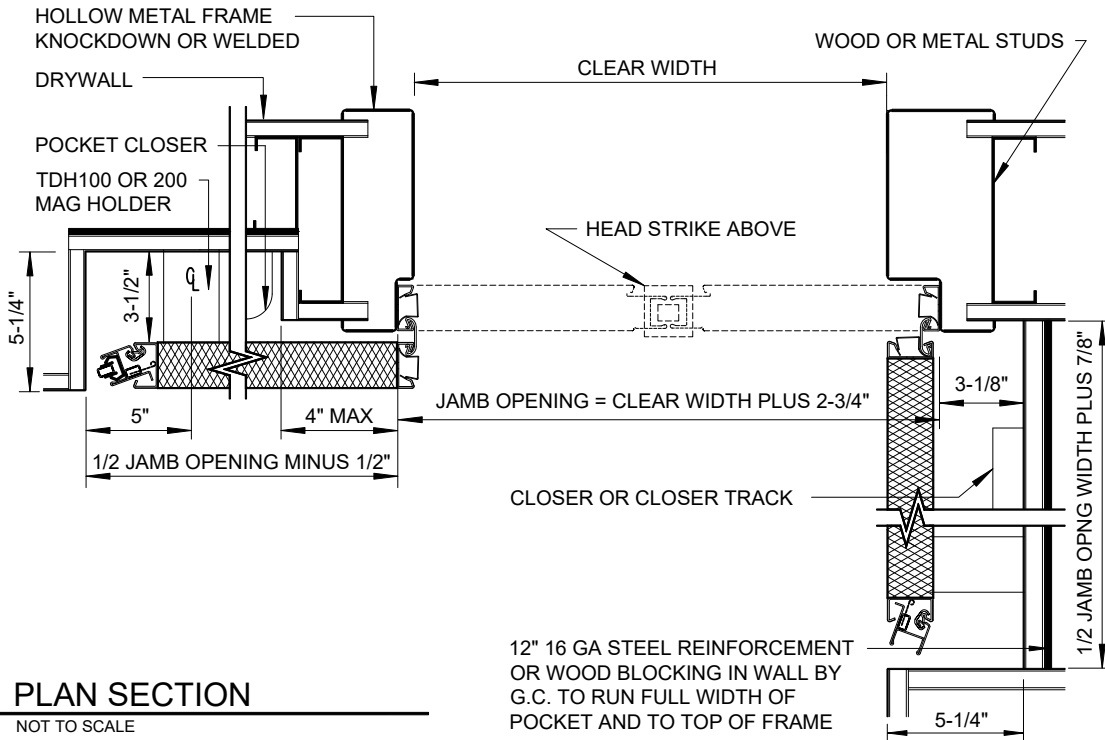 HOLLOW METAL FRAME
KNOCKDOWN OR WELDED
DRYWALL
POCKET CLOSER
TDH100 OR 200
MAG HOLDER
CLEAR WIDTH
WOOD OR METAL STUDS
HEAD STRIKE ABOVE
5-1/4"
3-1/2"
CL
5"
4" MAX
1/2 JAMB OPENING MINUS 1/2"
JAMB OPENING = CLEAR WIDTH PLUS 2-3/4"
3-1/8"
CLOSER OR CLOSER TRACK
1/2 JAMB OPNG WIDTH PLUS 7/8"
12" 16 GA STEEL REINFORCEMENT
OR WOOD BLOCKING IN WALL BY
G.C. TO RUN FULL WIDTH OF
POCKET AND TO TOP OF FRAME
5-1/4"
PLAN SECTION
NOT TO SCALE